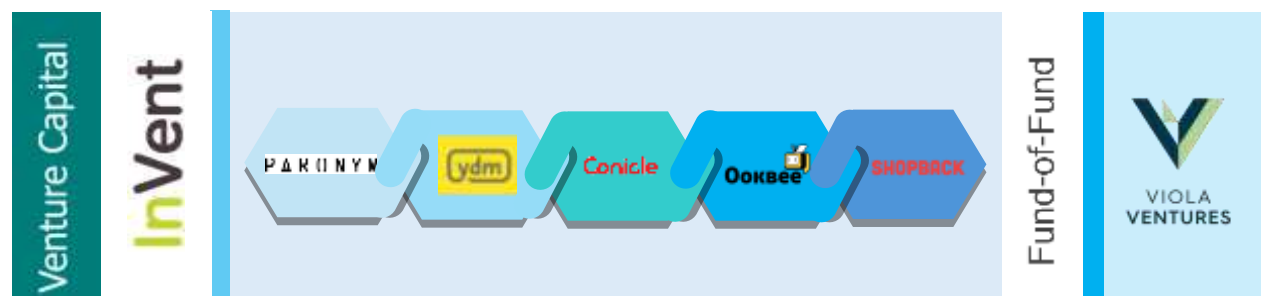 Venture Capital
InVent
PARONYM
ydm
Conicle
OOKBEE
SHOPBACK
Fund-of-Fund
VIOLA
VENTURES